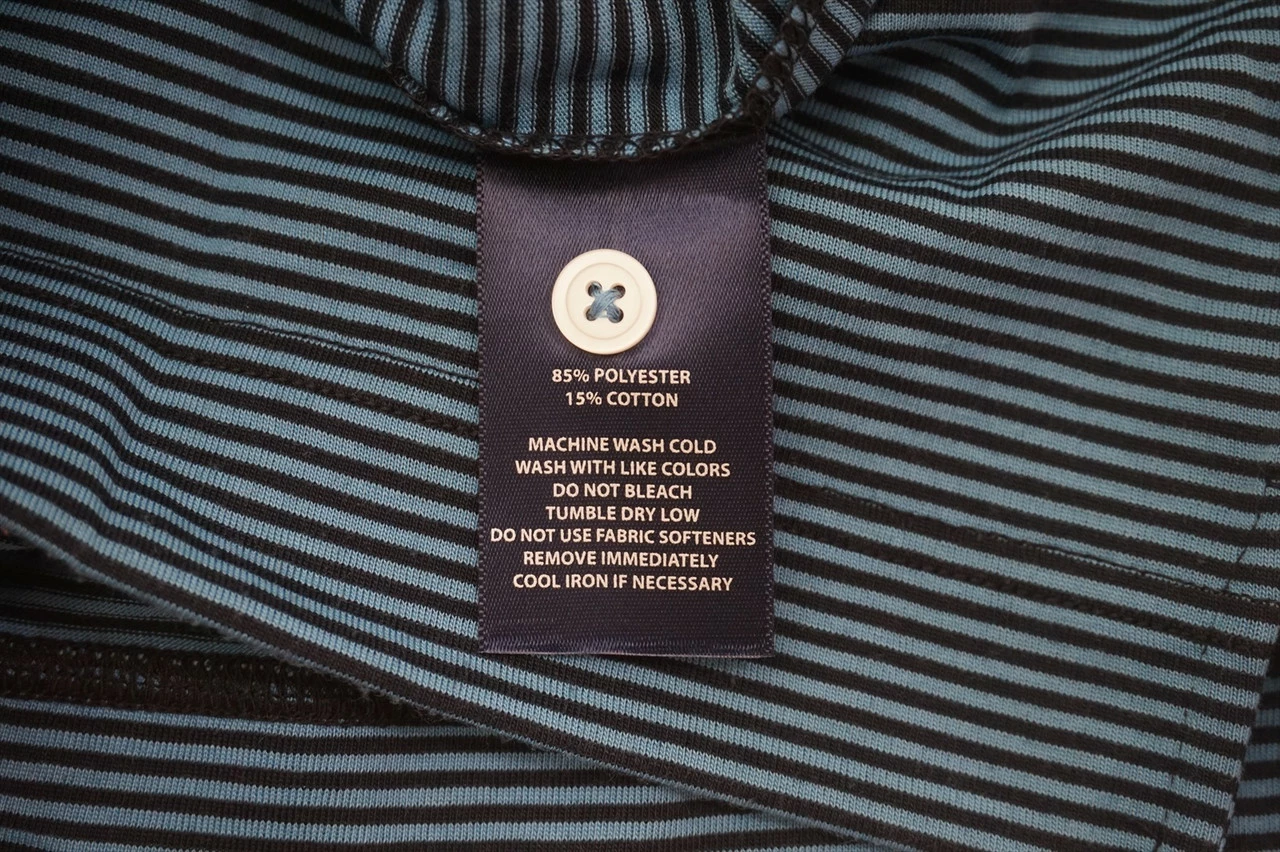 85% POLYESTER
15% COTTON
MACHINE WASH COLD
WASH WITH LIKE COLORS
DO NOT BLEACH
TUMBLE DRY LOW
DO NOT USE FABRIC SOFTENERS
REMOVE IMMEDIATELY
COOL IRON IF NECESSARY